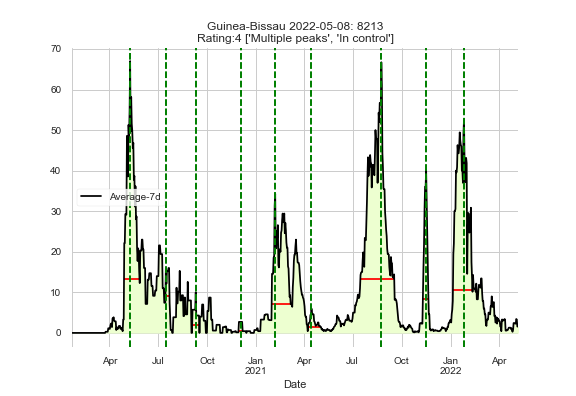 Guinea-Bissau 2022-05-08: 8213
Rating:4 ['Multiple peaks', 'In control']
70
60
50
40
30
20
10
0
Average-7d
Apr
Jul
Oct
Jan
2021
Apr
Jul
Oct
Jan
2022
Apr
Date